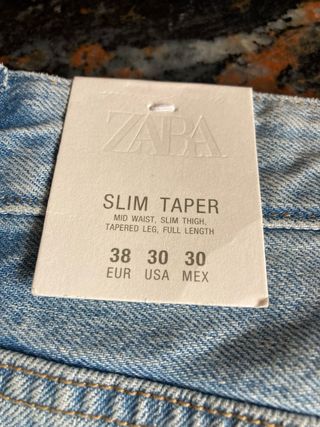 ZARA
SLIM TAPER
MID WAIST, SLIM THIGH,
TAPERED LEG, FULL LENGTH
38 30 30
EUR USA MEX